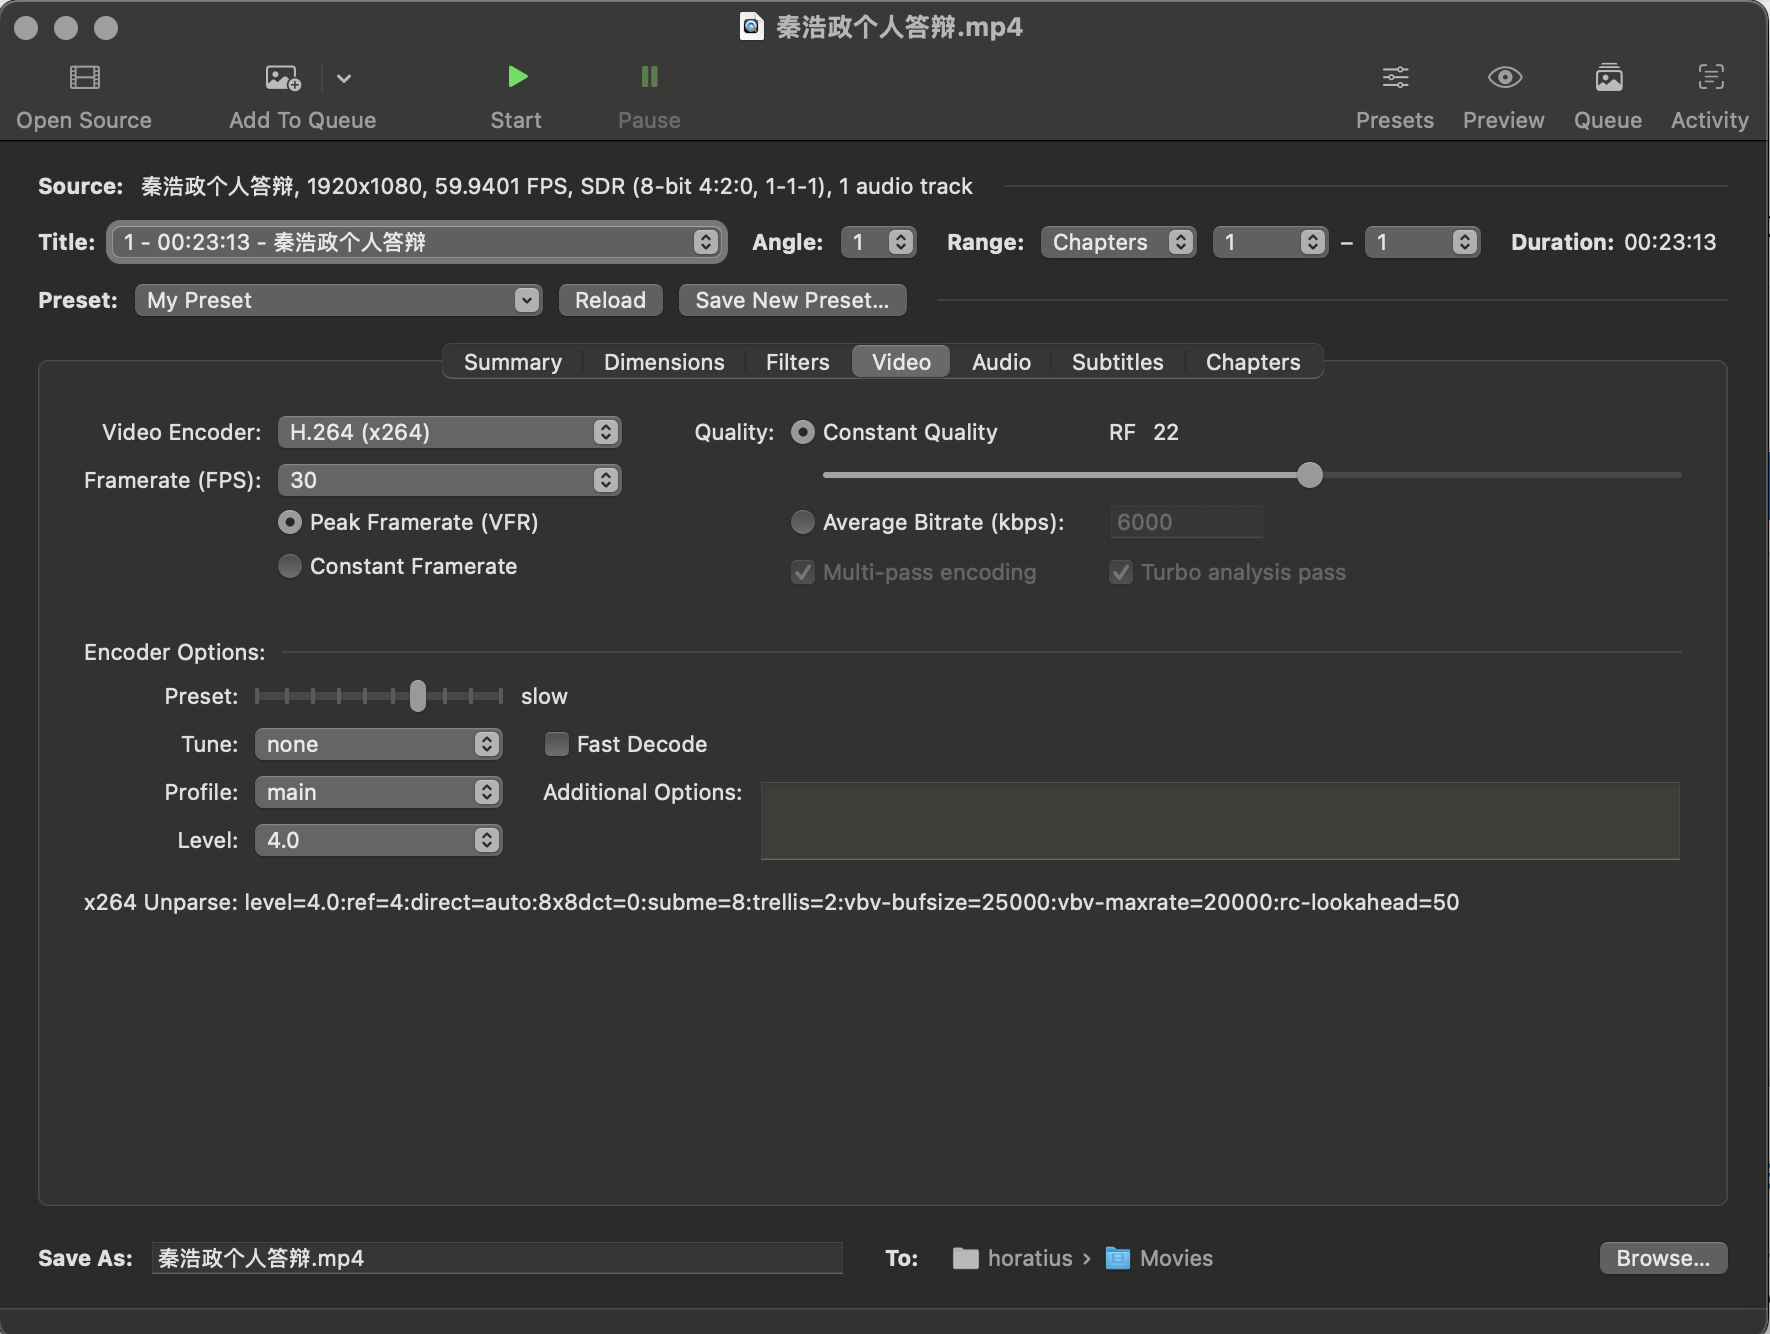 秦浩政个人答辩.mp4
Open Source
Add To Queue
Start
Pause
Presets
Preview
Queue
Activity
Source: 秦浩政个人答辩, 1920x1080, 59.9401 FPS, SDR (8-bit 4:2:0, 1-1-1), 1 audio track
Title: 1 - 00:23:13 - 秦浩政个人答辩 Angle: 1 Range: Chapters 1 – 1 Duration: 00:23:13
Preset: My Preset Reload Save New Preset...
Summary Dimensions Filters Video Audio Subtitles Chapters
Video Encoder: H.264 (x264) Quality: Constant Quality RF 22
Framerate (FPS): 30
Peak Framerate (VFR) Average Bitrate (kbps): 6000
Constant Framerate Multi-pass encoding Turbo analysis pass
Encoder Options:
Preset: slow
Tune: none Fast Decode
Profile: main Additional Options:
Level: 4.0
x264 Unparse: level=4.0:ref=4:direct=auto:8x8dct=0:subme=8:trellis=2:vbv-bufsize=25000:vbv-maxrate=20000:rc-lookahead=50
Save As: 秦浩政个人答辩.mp4 To: horatius › Movies Browse...